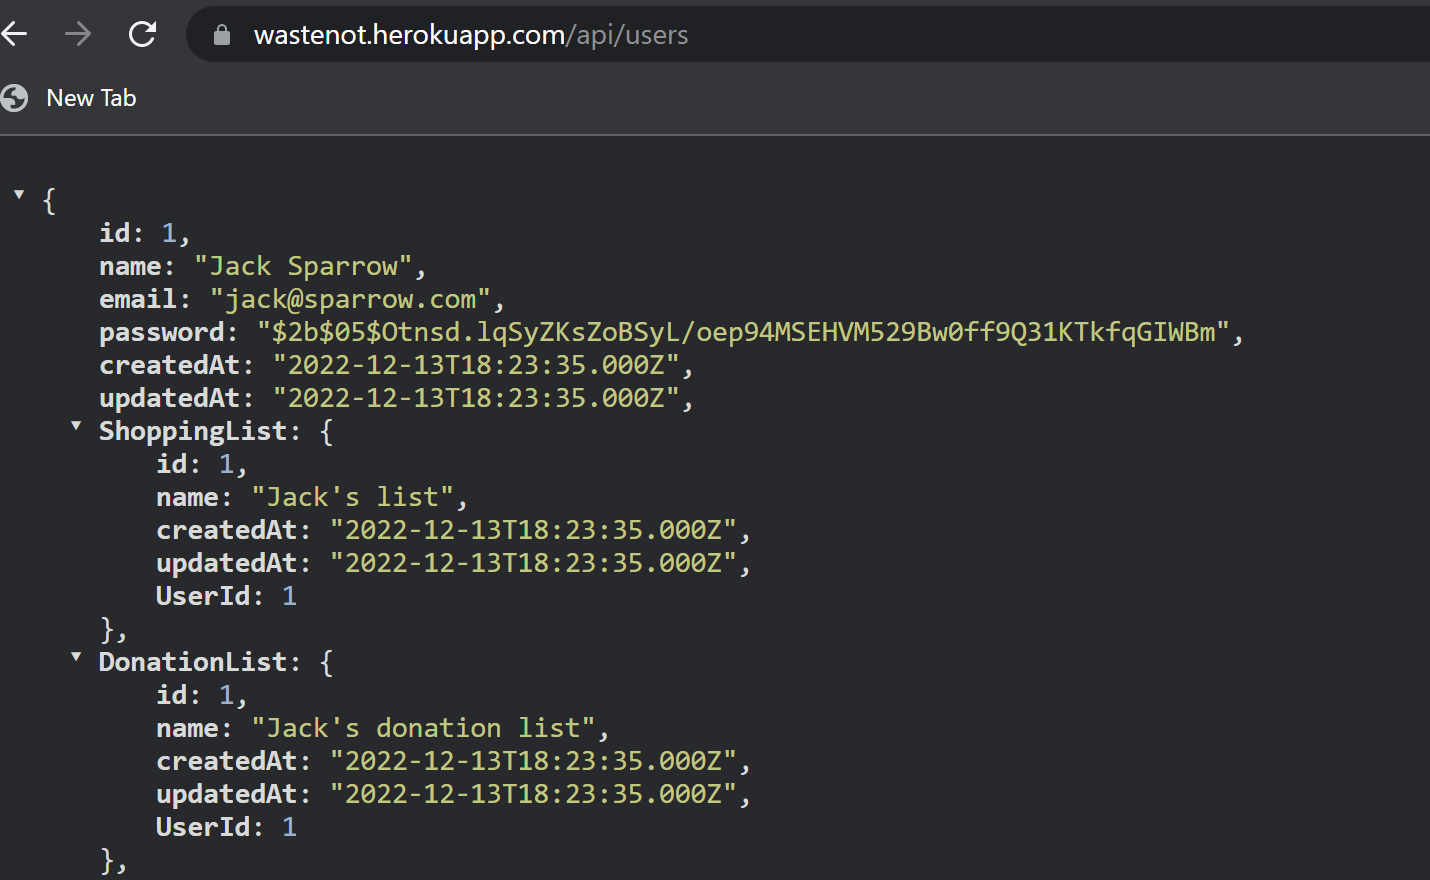 wastenot.herokuapp.com/api/users
New Tab
{
id: 1,
name: "Jack Sparrow",
email: "jack@sparrow.com",
password: "$2b$05$Otnsd.lqSyZKsZoBSyL/oep94MSEHVM529Bw0ff9Q31KTkfqGIWBm",
createdAt: "2022-12-13T18:23:35.000Z",
updatedAt: "2022-12-13T18:23:35.000Z",
ShoppingList: {
id: 1,
name: "Jack's list",
createdAt: "2022-12-13T18:23:35.000Z",
updatedAt: "2022-12-13T18:23:35.000Z",
UserId: 1
},
DonationList: {
id: 1,
name: "Jack's donation list",
createdAt: "2022-12-13T18:23:35.000Z",
updatedAt: "2022-12-13T18:23:35.000Z",
UserId: 1
},